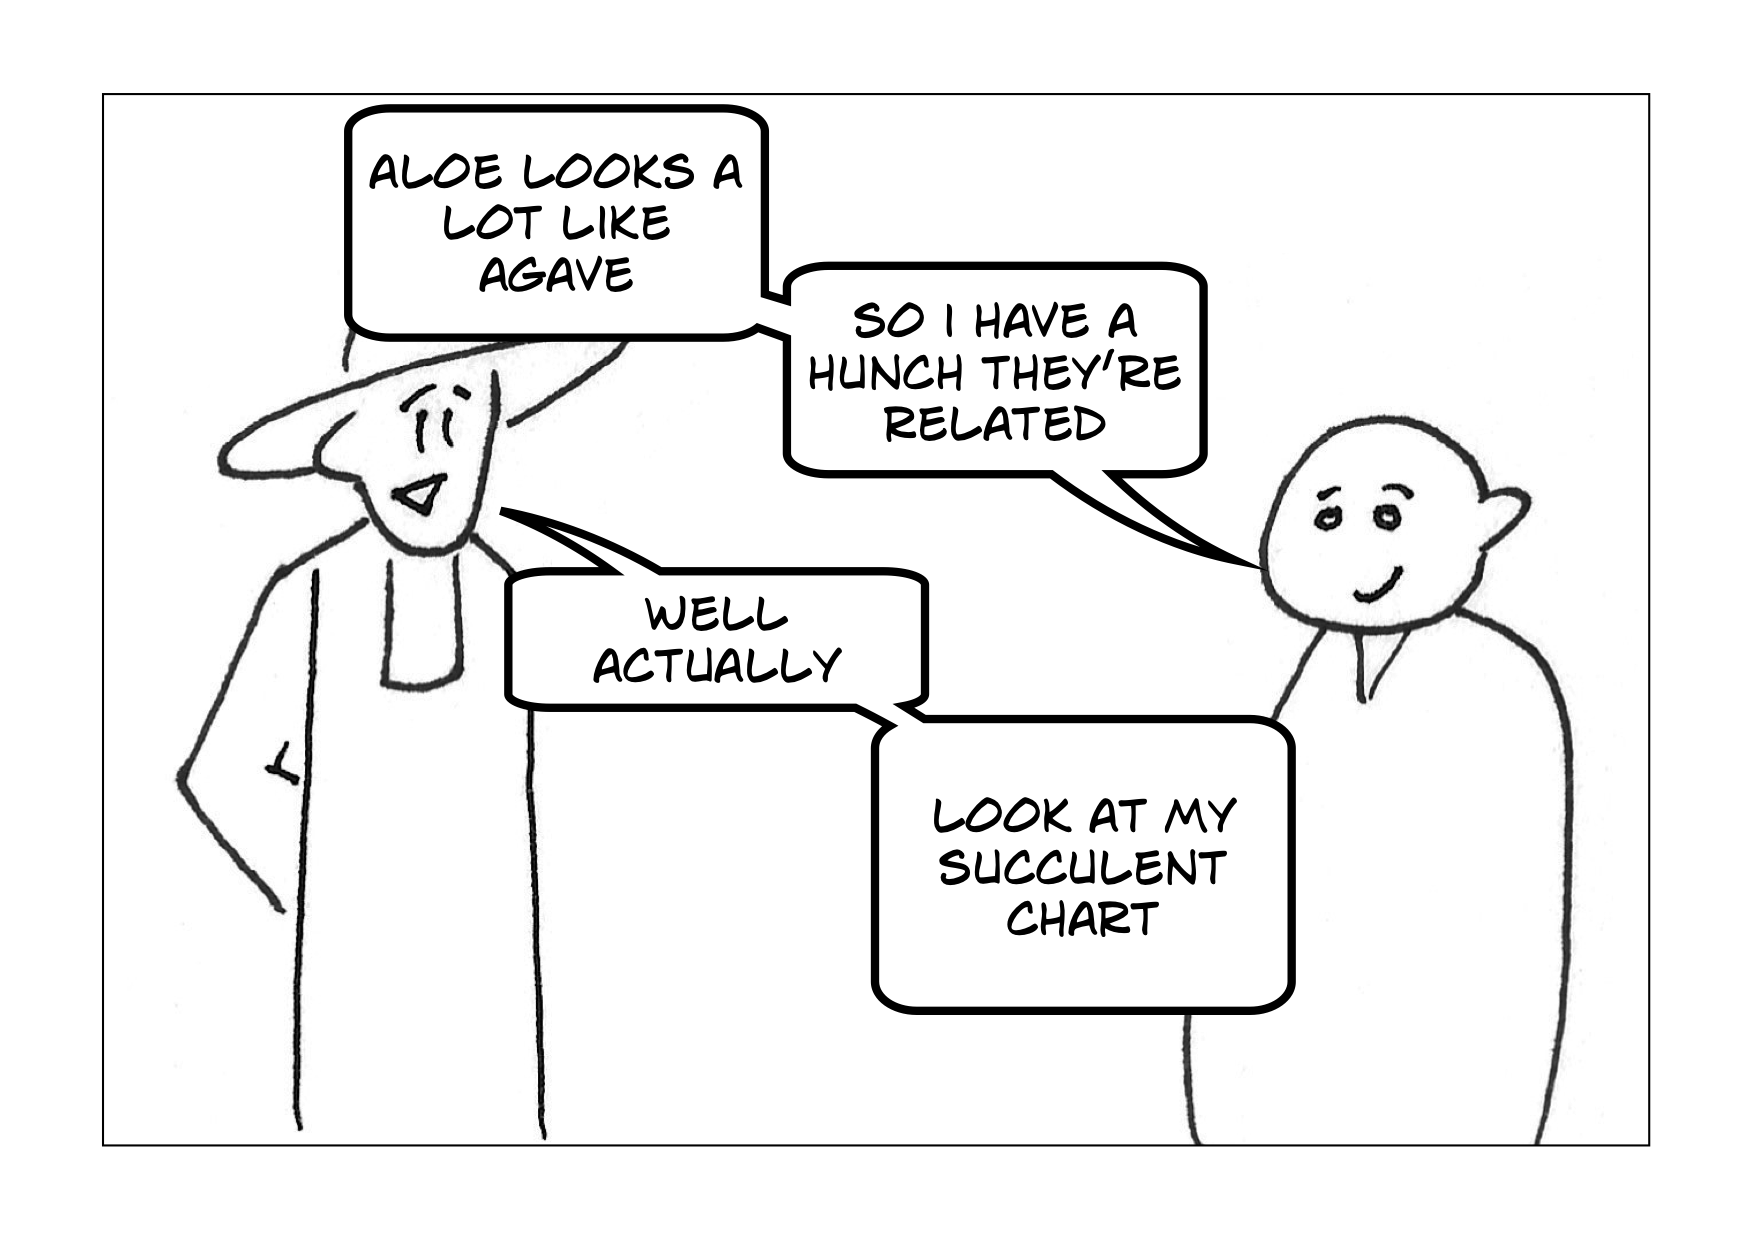 ALOE LOOKS A
LOT LIKE
AGAVE
SO I HAVE A
HUNCH THEY'RE
RELATED
WELL
ACTUALLY
LOOK AT MY
SUCCULENT
CHART